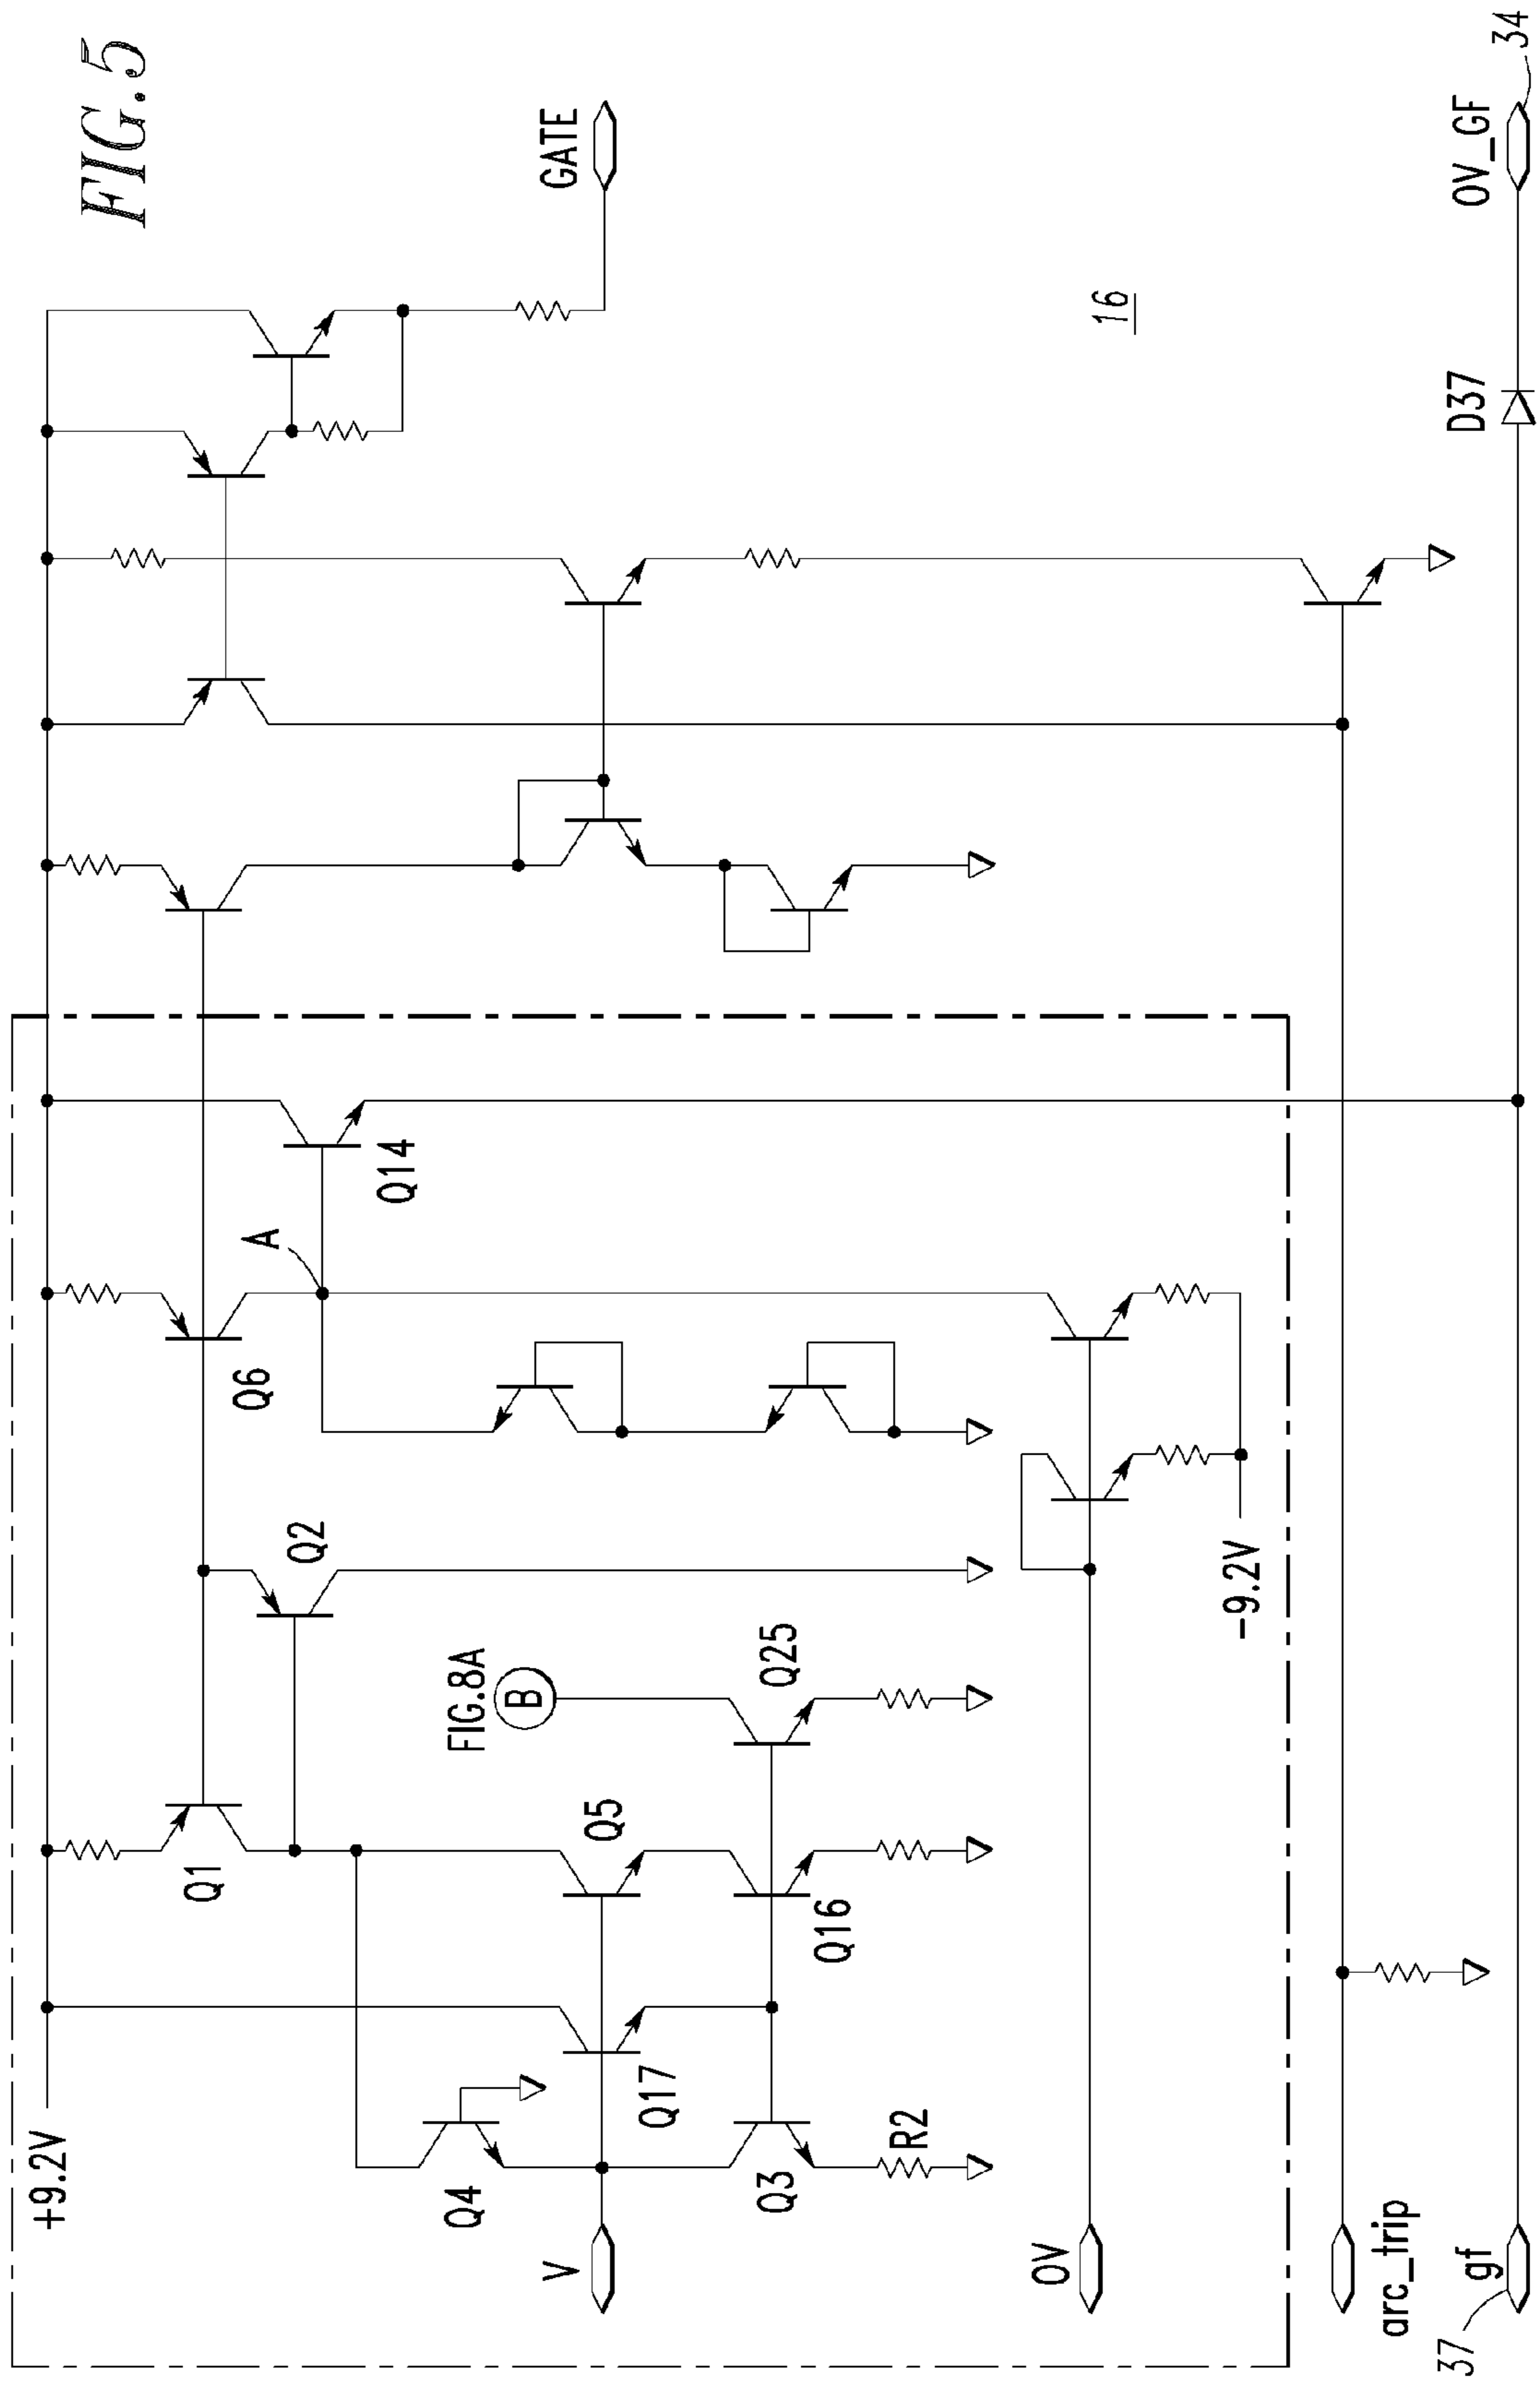 FIG.5
+9.2V
Q1
Q2
Q6
A
Q14
GATE
Q4
Q17
Q5
FIG.8A
B
V
Q3
R2
Q16
Q25
OV
-9.2V
16
arc_trip
gf
37
D37
OV_GF
34